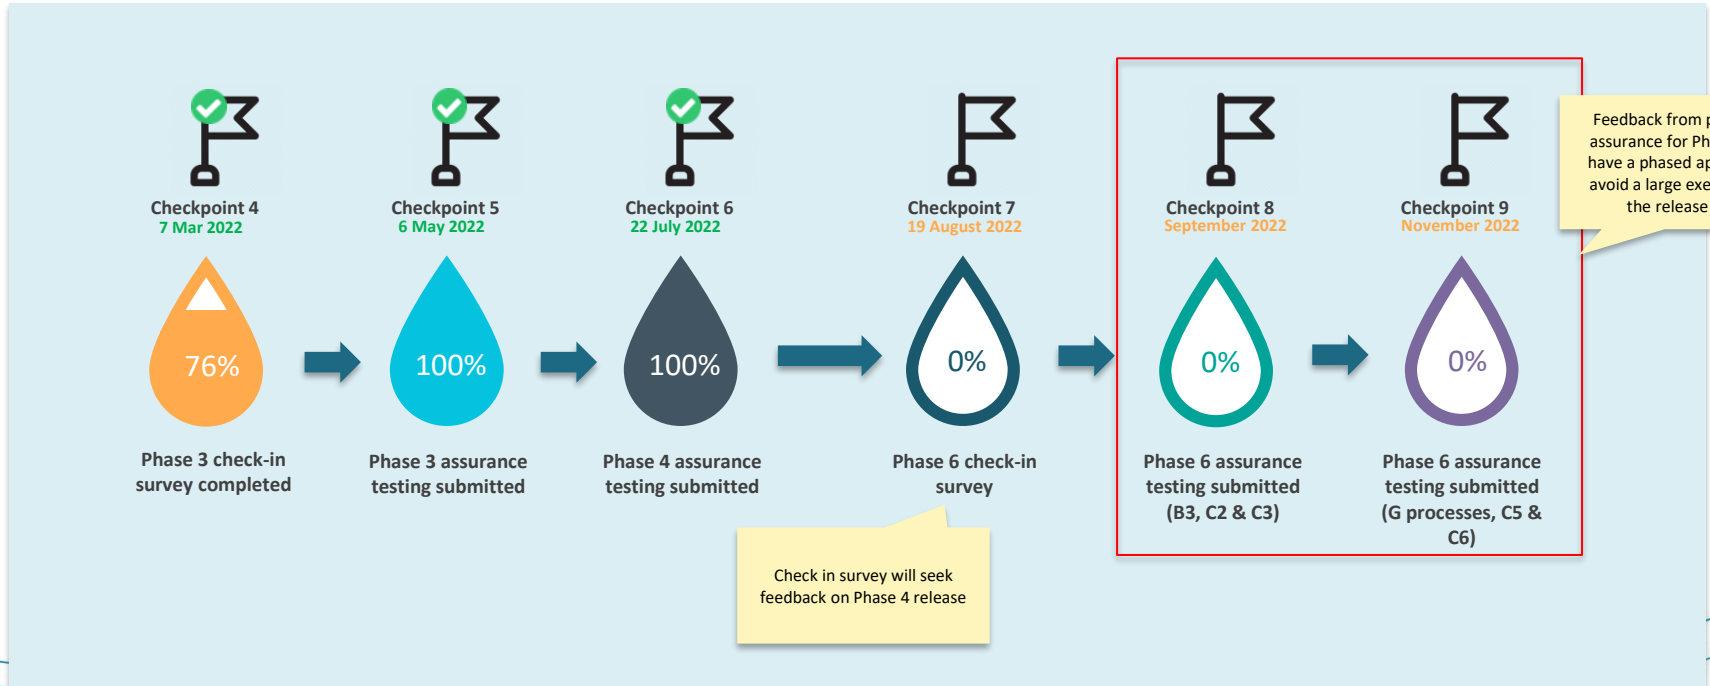 Checkpoint 4
7 Mar 2022
Checkpoint 5
6 May 2022
Checkpoint 6
22 July 2022
Checkpoint 7
19 August 2022
Checkpoint 8
September 2022
Checkpoint 9
November 2022
Feedback from
assurance for
have a phased
avoid a large
the release
76%
100%
100%
0%
0%
0%
Phase 3 check-in
survey completed
Phase 3 assurance
testing submitted
Phase 4 assurance
testing submitted
Phase 6 check-in
survey
Phase 6 assurance
testing submitted
(B3, C2 & C3)
Phase 6 assurance
testing submitted
(G processes, C5 &
C6)
Check in survey will seek
feedback on Phase 4 release